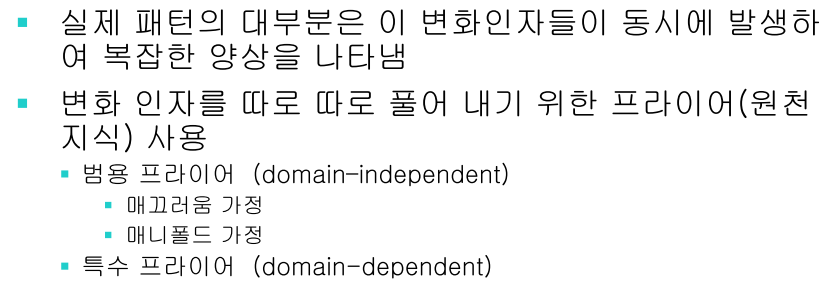 실제 패턴의 대부분은 이 변화인자들이 동시에 발생하
여 복잡한 양상을 나타냄
변화 인자를 따로 따로 풀어 내기 위한 프라이어(원천
지식) 사용
범용 프라이어 (domain-independent)
매끄러움 가정
매니폴드 가정
특수 프라이어 (domain-dependent)